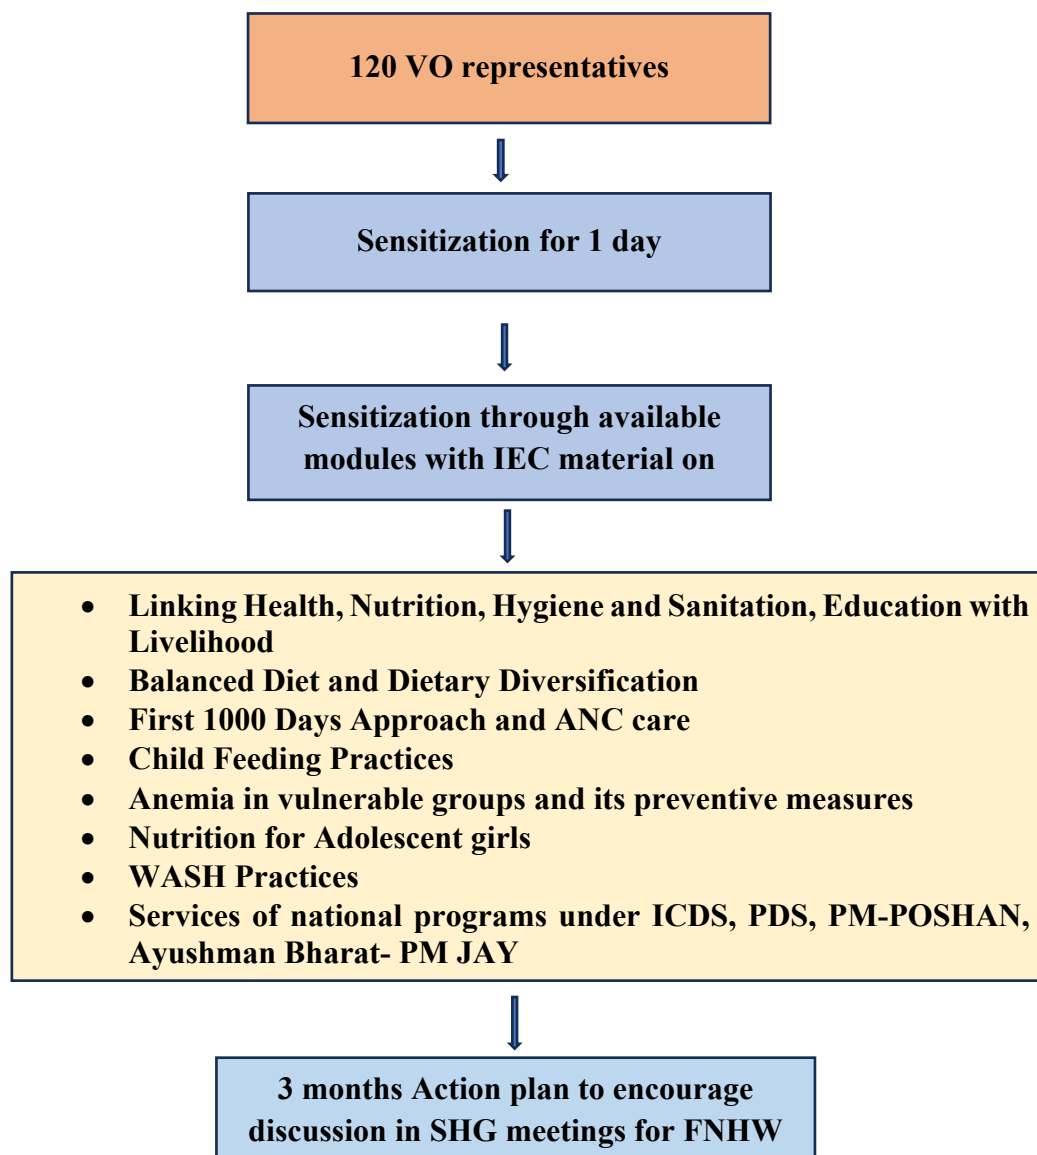 120 VO representatives
Sensitization for 1 day
Sensitization through available
modules with IEC material on
• Linking Health, Nutrition, Hygiene and Sanitation, Education with
Livelihood
• Balanced Diet and Dietary Diversification
• First 1000 Days Approach and ANC care
• Child Feeding Practices
• Anemia in vulnerable groups and its preventive measures
• Nutrition for Adolescent girls
• WASH Practices
• Services of national programs under ICDS, PDS, PM-POSHAN,
Ayushman Bharat- PM JAY
3 months Action plan to encourage
discussion in SHG meetings for FNHW